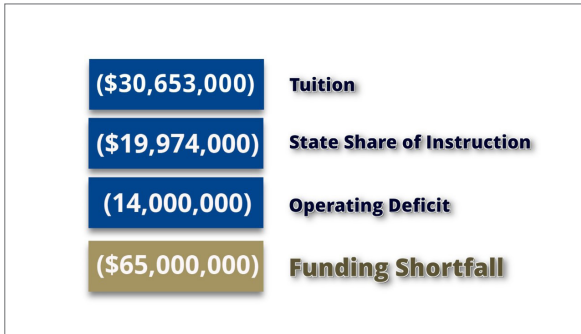 ($30,653,000) Tuition
($19,974,000) State Share of Instruction
(14,000,000) Operating Deficit
($65,000,000) Funding Shortfall